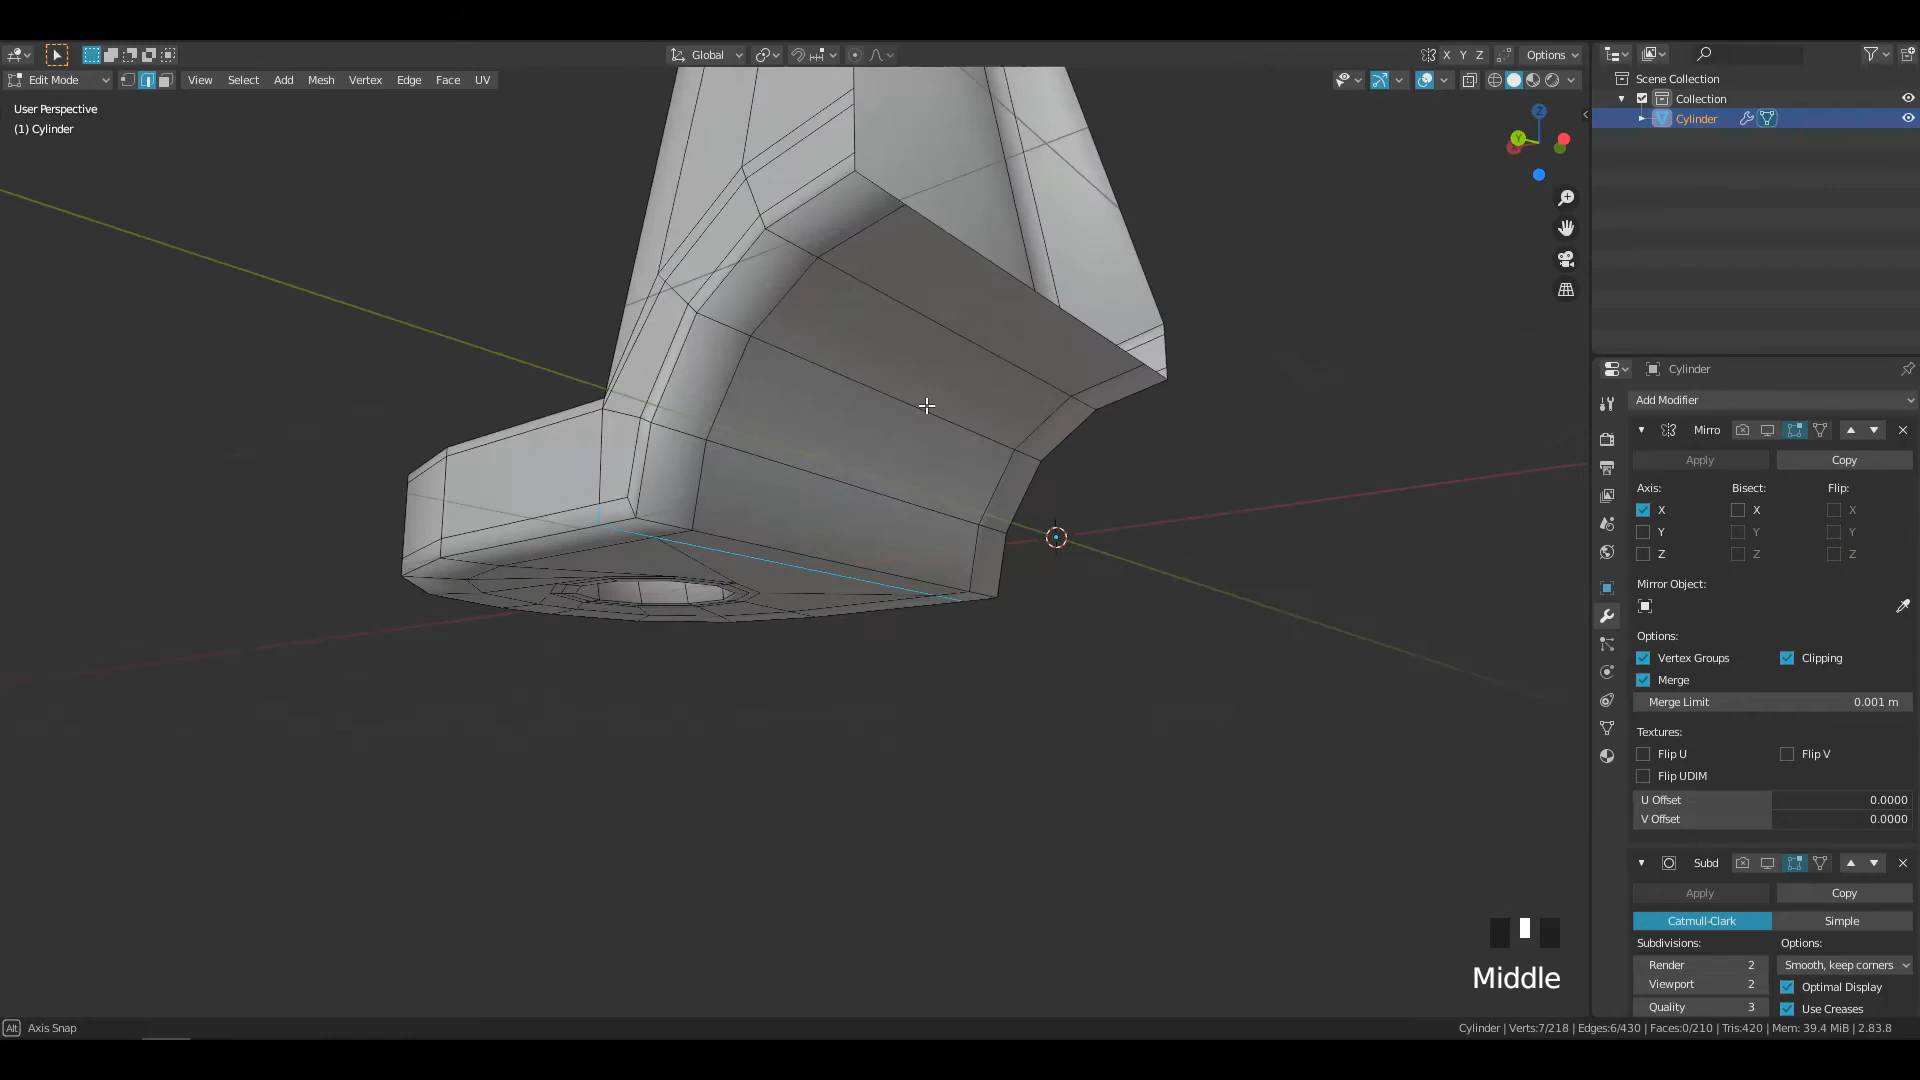 Global
X Y Z
Options
Edit Mode
View Select Add Mesh Vertex Edge Face UV
User Perspective
(1) Cylinder
Z
Y
Scene Collection
Collection
Cylinder
Cylinder
Add Modifier
Mirro
Apply
Copy
Axis:
Bisect:
Flip:
X
X
X
Y
Y
Y
Z
Z
Z
Mirror Object:
Options:
Vertex Groups
Clipping
Merge
Merge Limit
0.001 m
Textures:
Flip U
Flip V
Flip UDIM
U Offset
0.0000
V Offset
0.0000
Subd
Apply
Copy
Catmull-Clark
Simple
Subdivisions:
Options:
Render
2
Smooth, keep corners
Viewport
2
Optimal Display
Quality
3
Use Creases
Middle
Alt
Axis Snap
Cylinder | Verts:7/218 | Edges:6/430 | Faces:0/210 | Tris:420 | Mem: 39.4 MiB | 2.83.8